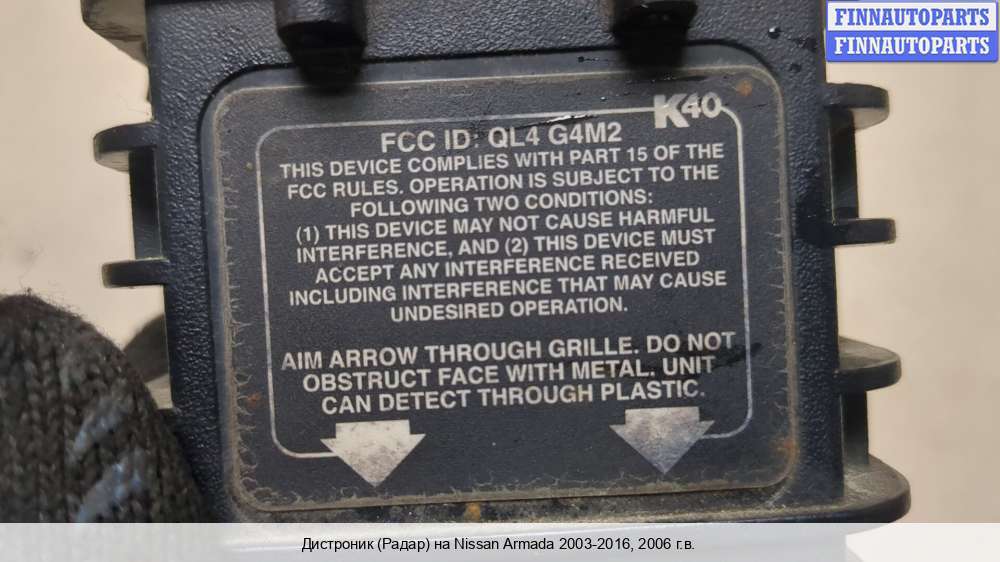 FINNAUTOPARTS
FINNAUTOPARTS
K40
FCC ID: QL4 G4M2
THIS DEVICE COMPLIES WITH PART 15 OF THE
FCC RULES. OPERATION IS SUBJECT TO THE
FOLLOWING TWO CONDITIONS:
(1) THIS DEVICE MAY NOT CAUSE HARMFUL
INTERFERENCE, AND (2) THIS DEVICE MUST
ACCEPT ANY INTERFERENCE RECEIVED
INCLUDING INTERFERENCE THAT MAY CAUSE
UNDESIRED OPERATION.
AIM ARROW THROUGH GRILLE. DO NOT
OBSTRUCT FACE WITH METAL. UNIT
CAN DETECT THROUGH PLASTIC.
Дистроник (Радар) на Nissan Armada 2003-2016, 2006 г.в.